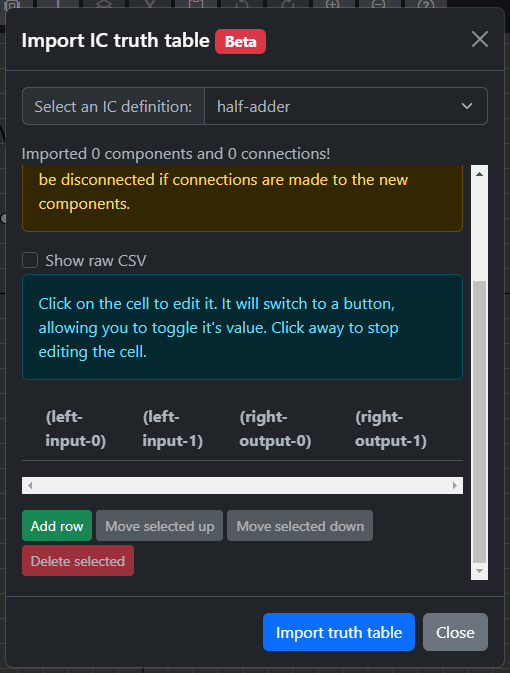 Import IC truth table Beta
Select an IC definition: half-adder
Imported 0 components and 0 connections!
be disconnected if connections are made to the new
components.
Show raw CSV
Click on the cell to edit it. It will switch to a button,
allowing you to toggle it's value. Click away to stop
editing the cell.
(left-input-0) (left-input-1) (right-output-0) (right-output-1)
Add row Move selected up Move selected down
Delete selected
Import truth table Close